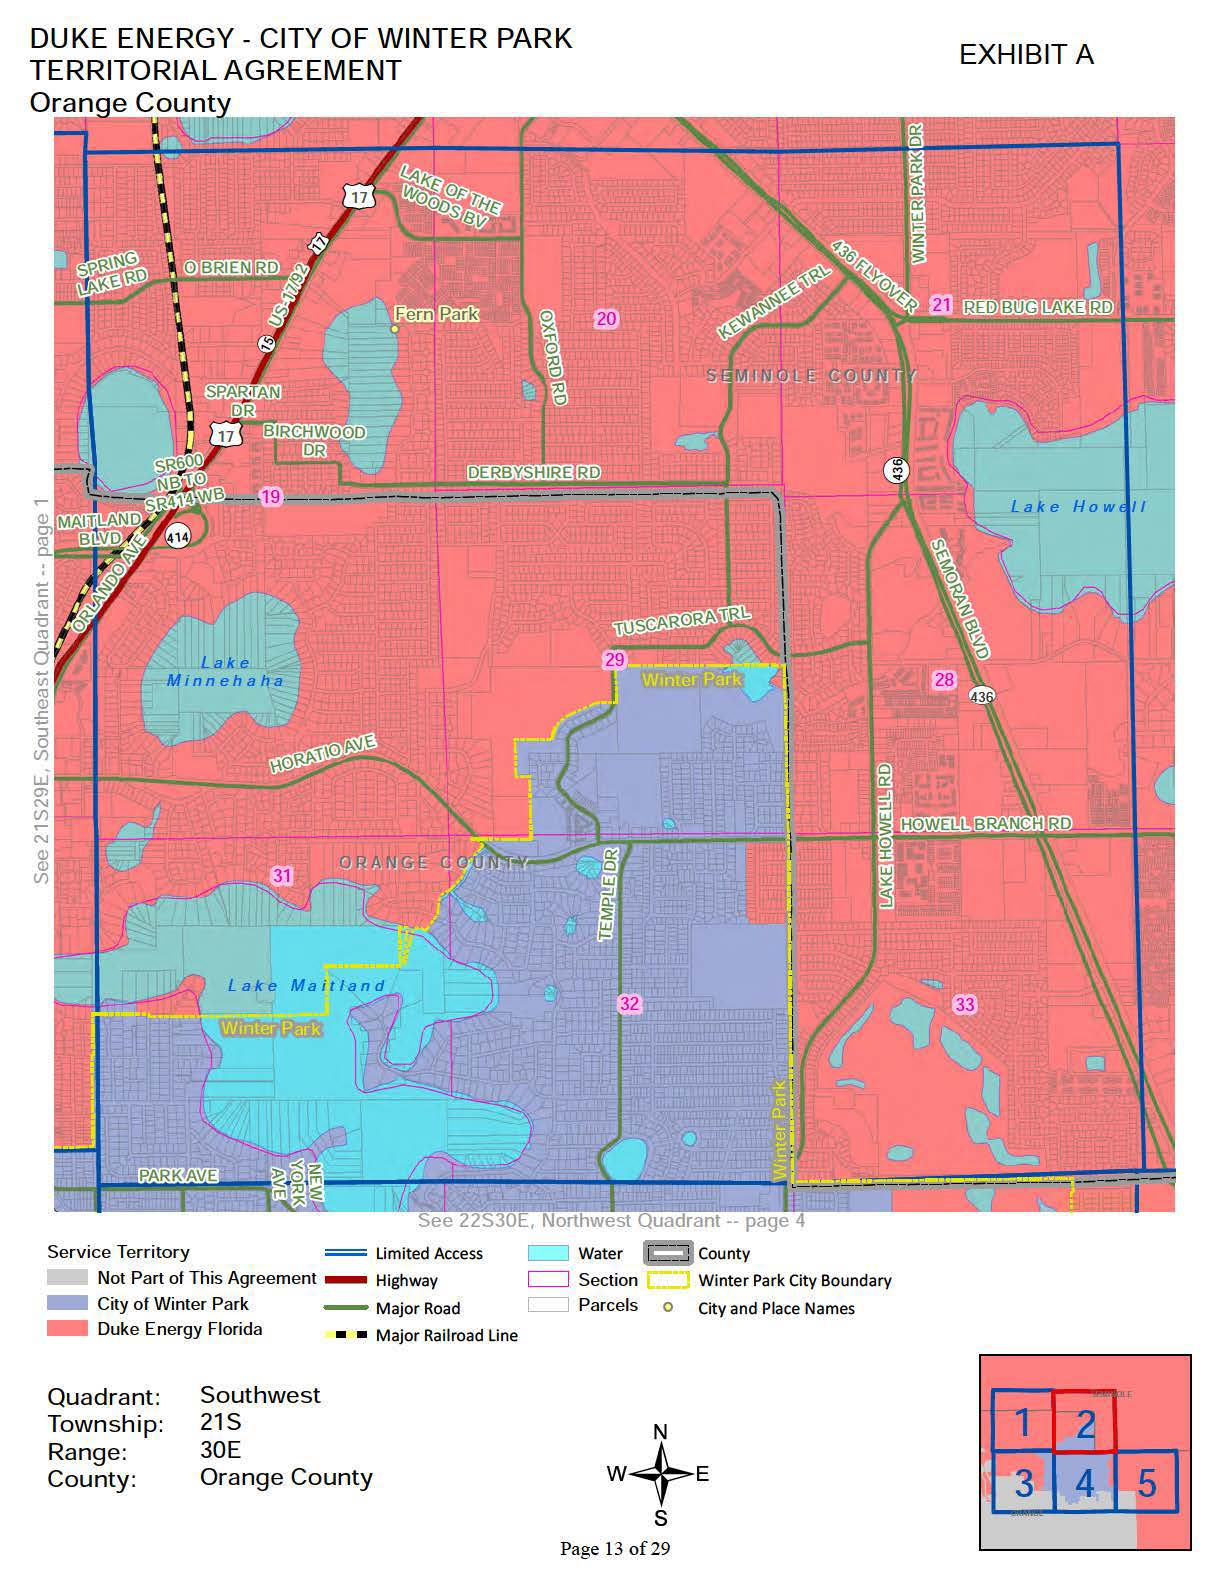 DUKE ENERGY - CITY OF WINTER PARK
TERRITORIAL AGREEMENT
Orange County
EXHIBIT A
LAKE OF THE
WOODS BV
17
17
WINTER PARK DR
SPRING
LAKE RD
O BRIEN RD
US-17/92
436 FLYOVER
Fern Park
KEWANNEE TRL
21
RED BUG LAKE RD
20
OXFORD RD
15
SEMINOLE COUNTY
SPARTAN
DR
17
BIRCHWOOD
DR
SR600
NB TO
SR414 WB
DERBYSHIRE RD
436
19
MAITLAND
BLVD
414
Lake Howell
ORLANDO AVE
SEMORAN BLVD
TUSCARORA TRL
See 21S29E, Southeast Quadrant -- page 1
Lake
Minnehaha
29
Winter Park
28
436
HORATIO AVE
LAKE HOWELL RD
HOWELL BRANCH RD
ORANGE COUNTY
31
TEMPLE DR
Lake Maitland
32
33
Winter Park
Winter Park
PARK AVE
NEW
YORK
AVE
See 22S30E, Northwest Quadrant -- page 4
Service Territory
Not Part of This Agreement
City of Winter Park
Duke Energy Florida
Limited Access
Highway
Major Road
Major Railroad Line
Water
Section
Parcels
County
Winter Park City Boundary
City and Place Names
Quadrant: Southwest
Township: 21S
Range: 30E
County: Orange County
N
W E
S
SEMINOLE
1 2
3 4 5
ORANGE
Page 13 of 29